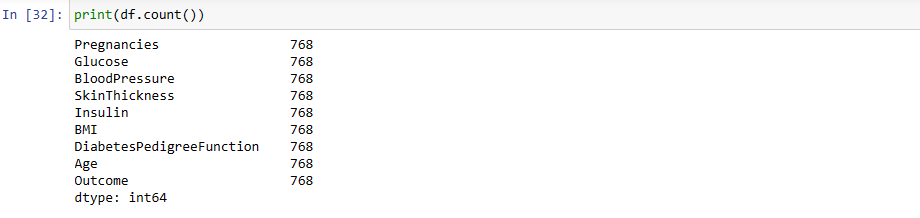 In [32]: print(df.count())
Pregnancies 768
Glucose 768
BloodPressure 768
SkinThickness 768
Insulin 768
BMI 768
DiabetesPedigreeFunction 768
Age 768
Outcome 768
dtype: int64